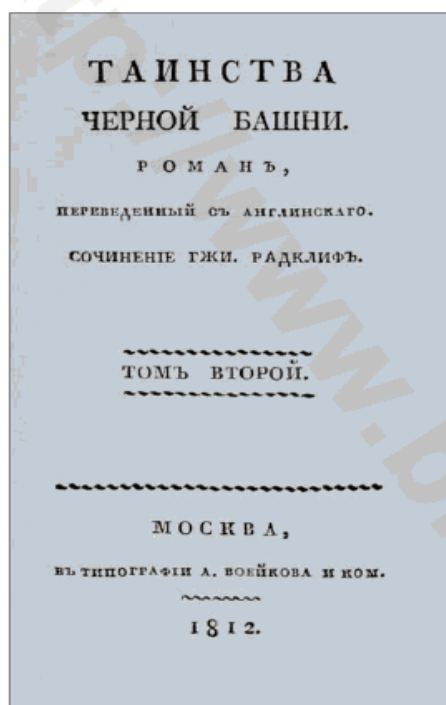 ТАИНСТВА
ЧЕРНОЙ БАШНИ.
РОМАНЪ,
ПЕРЕВЕДЕННЫЙ СЪ АНГЛИНСКАГО.
СОЧИНЕНІЕ ГЖИ. РАДКЛИФЪ.
ТОМЪ ВТОРОЙ.
МОСКВА,
ВЪ ТИПОГРАФІИ А. ВОЕЙКОВА И КОМ.
1812.